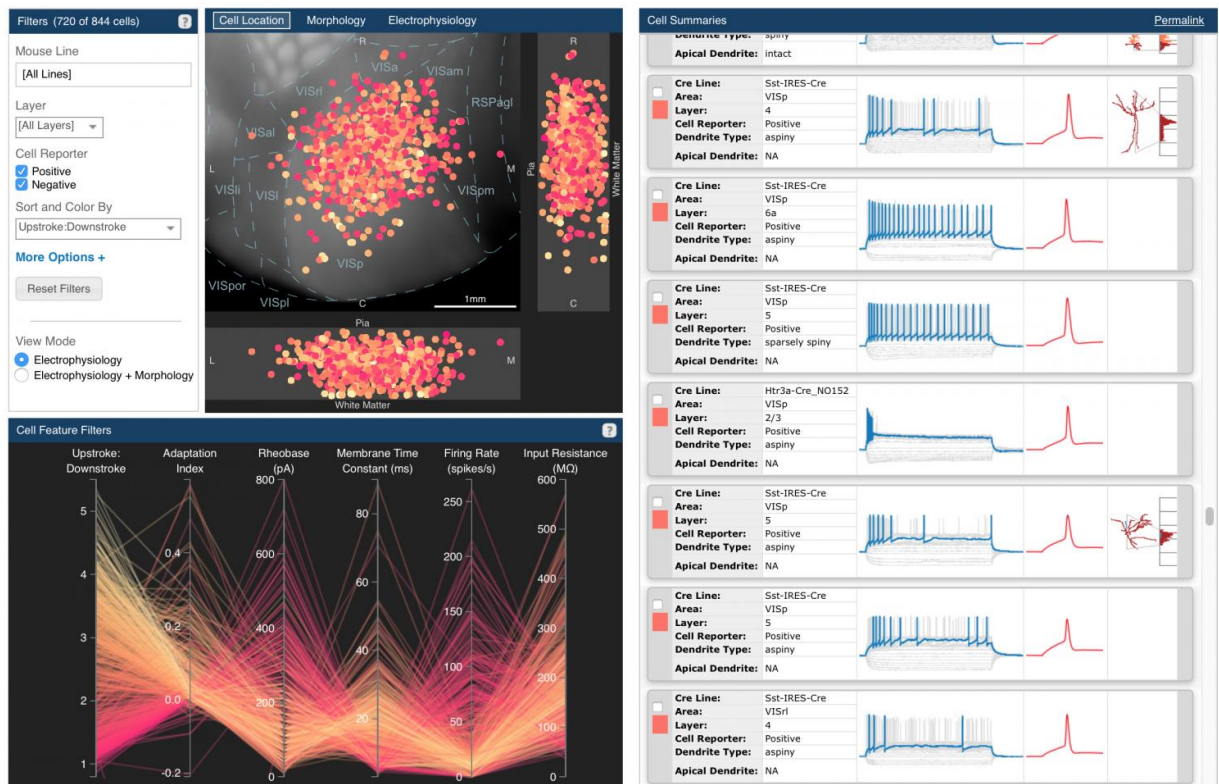 Filters (720 of 844 cells)
?
Mouse Line
[All Lines]
Layer
[All Layers]
Cell Reporter
Positive
Negative
Sort and Color By
Upstroke:Downstroke
More Options +
Reset Filters
View Mode
Electrophysiology
Electrophysiology + Morphology
Cell Location Morphology Electrophysiology
R
VISa
VISam
VISrl
RSPagl
VISal
L
M
VISli
VISl
VISpm
VISp
VISpor
VISpl
C
1mm
R
Pia
White Matter
C
Pia
L
M
White Matter
Cell Feature Filters
?
Upstroke: Downstroke
Adaptation Index
Rheobase (pA)
Membrane Time Constant (ms)
Firing Rate (spikes/s)
Input Resistance (MΩ)
5
4
3
2
1
0.4
0.2
0.0
-0.2
800
600
400
200
0
80
60
40
20
250
200
150
100
50
0
600
500
400
300
200
100
0
Cell Summaries
Permalink
Dendrite Type: spiny
Apical Dendrite: intact
Cre Line: Sst-IRES-Cre
Area: VISp
Layer: 4
Cell Reporter: Positive
Dendrite Type: aspiny
Apical Dendrite: NA
Cre Line: Sst-IRES-Cre
Area: VISp
Layer: 6a
Cell Reporter: Positive
Dendrite Type: aspiny
Apical Dendrite: NA
Cre Line: Sst-IRES-Cre
Area: VISp
Layer: 5
Cell Reporter: Positive
Dendrite Type: sparsely spiny
Apical Dendrite: NA
Cre Line: Htr3a-Cre_NO152
Area: VISp
Layer: 2/3
Cell Reporter: Positive
Dendrite Type: aspiny
Apical Dendrite: NA
Cre Line: Sst-IRES-Cre
Area: VISp
Layer: 5
Cell Reporter: Positive
Dendrite Type: aspiny
Apical Dendrite: NA
Cre Line: Sst-IRES-Cre
Area: VISp
Layer: 5
Cell Reporter: Positive
Dendrite Type: aspiny
Apical Dendrite: NA
Cre Line: Sst-IRES-Cre
Area: VISrl
Layer: 4
Cell Reporter: Positive
Dendrite Type: aspiny
Apical Dendrite: NA